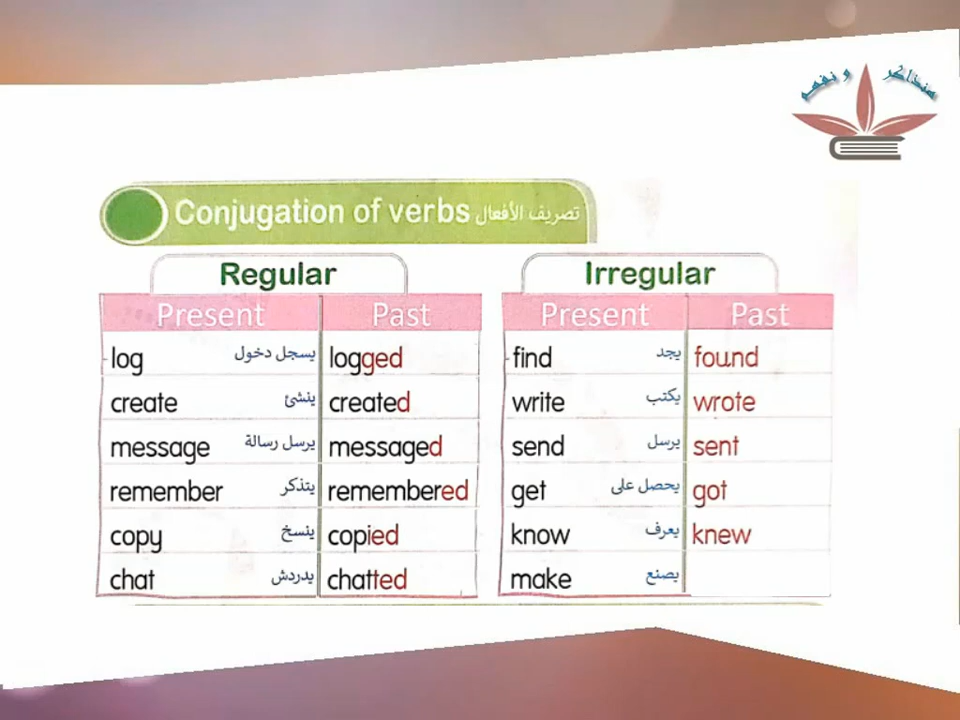 منذاكر و نفهم
Conjugation of verbs تصريف الأفعال
Regular
Present Past
log يسجل دخول logged
create ينشئ created
message يرسل رسالة messaged
remember يتذكر remembered
copy ينسخ copied
chat يدردش chatted
Irregular
Present Past
find يجد found
write يكتب wrote
send يرسل sent
get يحصل على got
know يعرف knew
make يصنع